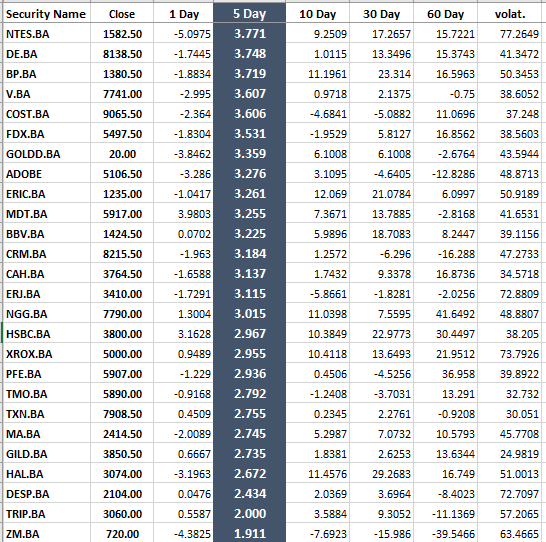 Security Name Close 1 Day 5 Day 10 Day 30 Day 60 Day volat.
NTES.BA 1582.50 -5.0975 3.771 9.2509 17.2657 15.7221 77.2649
DE.BA 8138.50 -1.7445 3.748 1.0115 13.3496 15.3743 41.3472
BP.BA 1380.50 -1.8834 3.719 11.1961 23.314 16.5963 50.3453
V.BA 7741.00 -2.995 3.607 0.9718 2.1375 -0.75 38.6052
COST.BA 9065.50 -2.364 3.606 -4.6841 -5.0882 11.0696 37.248
FDX.BA 5497.50 -1.8304 3.531 -1.9529 5.8127 16.8562 38.5603
GOLDD.BA 20.00 -3.8462 3.359 6.1008 6.1008 -2.6764 43.5944
ADOBE 5106.50 -3.286 3.276 3.1095 -4.6405 -12.8286 48.8713
ERIC.BA 1235.00 -1.0417 3.261 12.069 21.0784 6.0997 50.9189
MDT.BA 5917.00 3.9803 3.255 7.3671 13.7885 -2.8168 41.6531
BBV.BA 1424.50 0.0702 3.225 5.9896 18.7083 8.2447 39.1156
CRM.BA 8215.50 -1.963 3.184 1.2572 -6.296 -16.288 47.2733
CAH.BA 3764.50 -1.6588 3.137 1.7432 9.3378 16.8736 34.5718
ERJ.BA 3410.00 -1.7291 3.115 -5.8661 -1.8281 -2.0256 72.8809
NGG.BA 7790.00 1.3004 3.015 11.0398 7.5595 41.6492 48.8807
HSBC.BA 3800.00 3.1628 2.967 10.3849 22.9773 30.4497 38.205
XROX.BA 5000.00 0.9489 2.955 10.4118 13.6493 21.9512 73.7926
PFE.BA 5907.00 -1.229 2.936 0.4506 -4.5256 36.958 39.8922
TMO.BA 5890.00 -0.9168 2.792 -1.2408 -3.7031 13.291 32.732
TXN.BA 7908.50 0.4509 2.755 0.2345 2.2761 -0.9208 30.051
MA.BA 2414.50 -2.0089 2.745 5.2987 7.0732 10.5793 45.7708
GILD.BA 3850.50 0.6667 2.735 1.8381 2.6253 13.6344 24.9819
HAL.BA 3074.00 -3.1963 2.672 11.4576 29.2683 16.749 51.0013
DESP.BA 2104.00 0.0476 2.434 2.0369 3.6964 -8.4023 72.7097
TRIP.BA 3060.00 0.5587 2.000 3.5884 9.3052 -11.1369 57.2065
ZM.BA 720.00 -4.3825 1.911 -7.6923 -15.986 -39.5466 63.4665